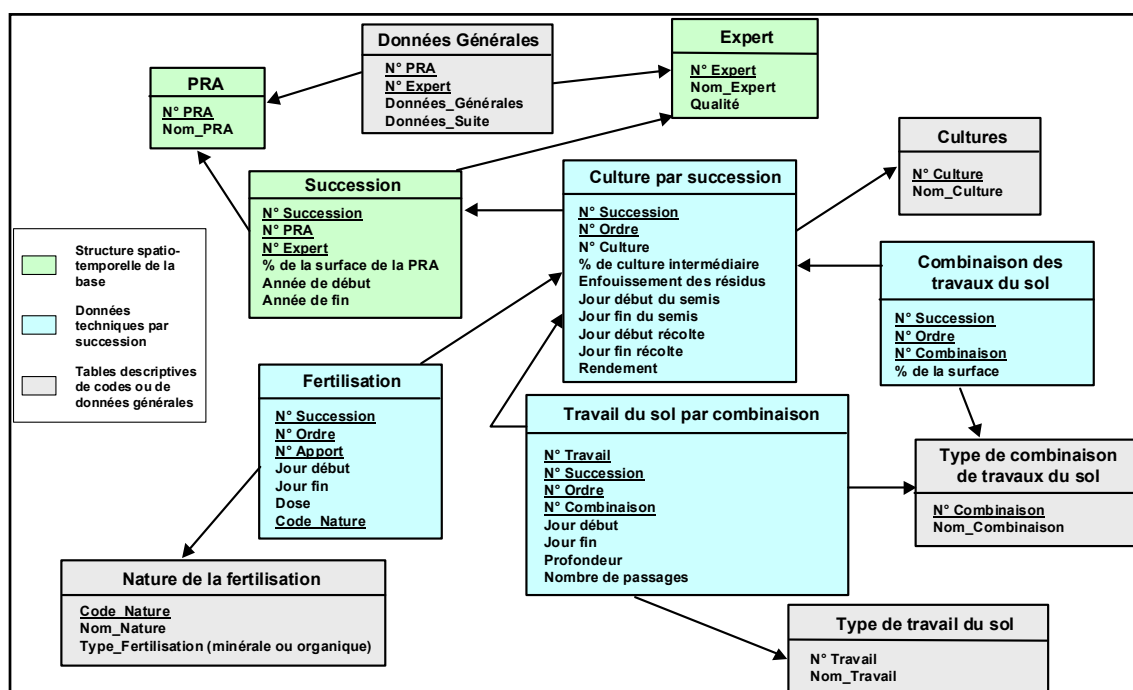 Données Générales
N° PRA
N° Expert
Données_Générales
Données_Suite
Expert
N° Expert
Nom_Expert
Qualité
PRA
N° PRA
Nom_PRA
Cultures
N° Culture
Nom_Culture
Succession
N° Succession
N° PRA
N° Expert
% de la surface de la PRA
Année de début
Année de fin
Culture par succession
N° Succession
N° Ordre
N° Culture
% de culture intermédiaire
Enfouissement des résidus
Jour début du semis
Jour fin du semis
Jour début récolte
Jour fin récolte
Rendement
Structure spatio-
temporelle de la
base
Données
techniques par
succession
Tables descriptives
de codes ou de
données générales
Combinaison des
travaux du sol
N° Succession
N° Ordre
N° Combinaison
% de la surface
Fertilisation
N° Succession
N° Ordre
N° Apport
Jour début
Jour fin
Dose
Code_Nature
Travail du sol par combinaison
N° Travail
N° Succession
N° Ordre
N° Combinaison
Jour début
Jour fin
Profondeur
Nombre de passages
Type de combinaison
de travaux du sol
N° Combinaison
Nom_Combinaison
Nature de la fertilisation
Code_Nature
Nom_Nature
Type_Fertilisation (minérale ou organique)
Type de travail du sol
N° Travail
Nom_Travail